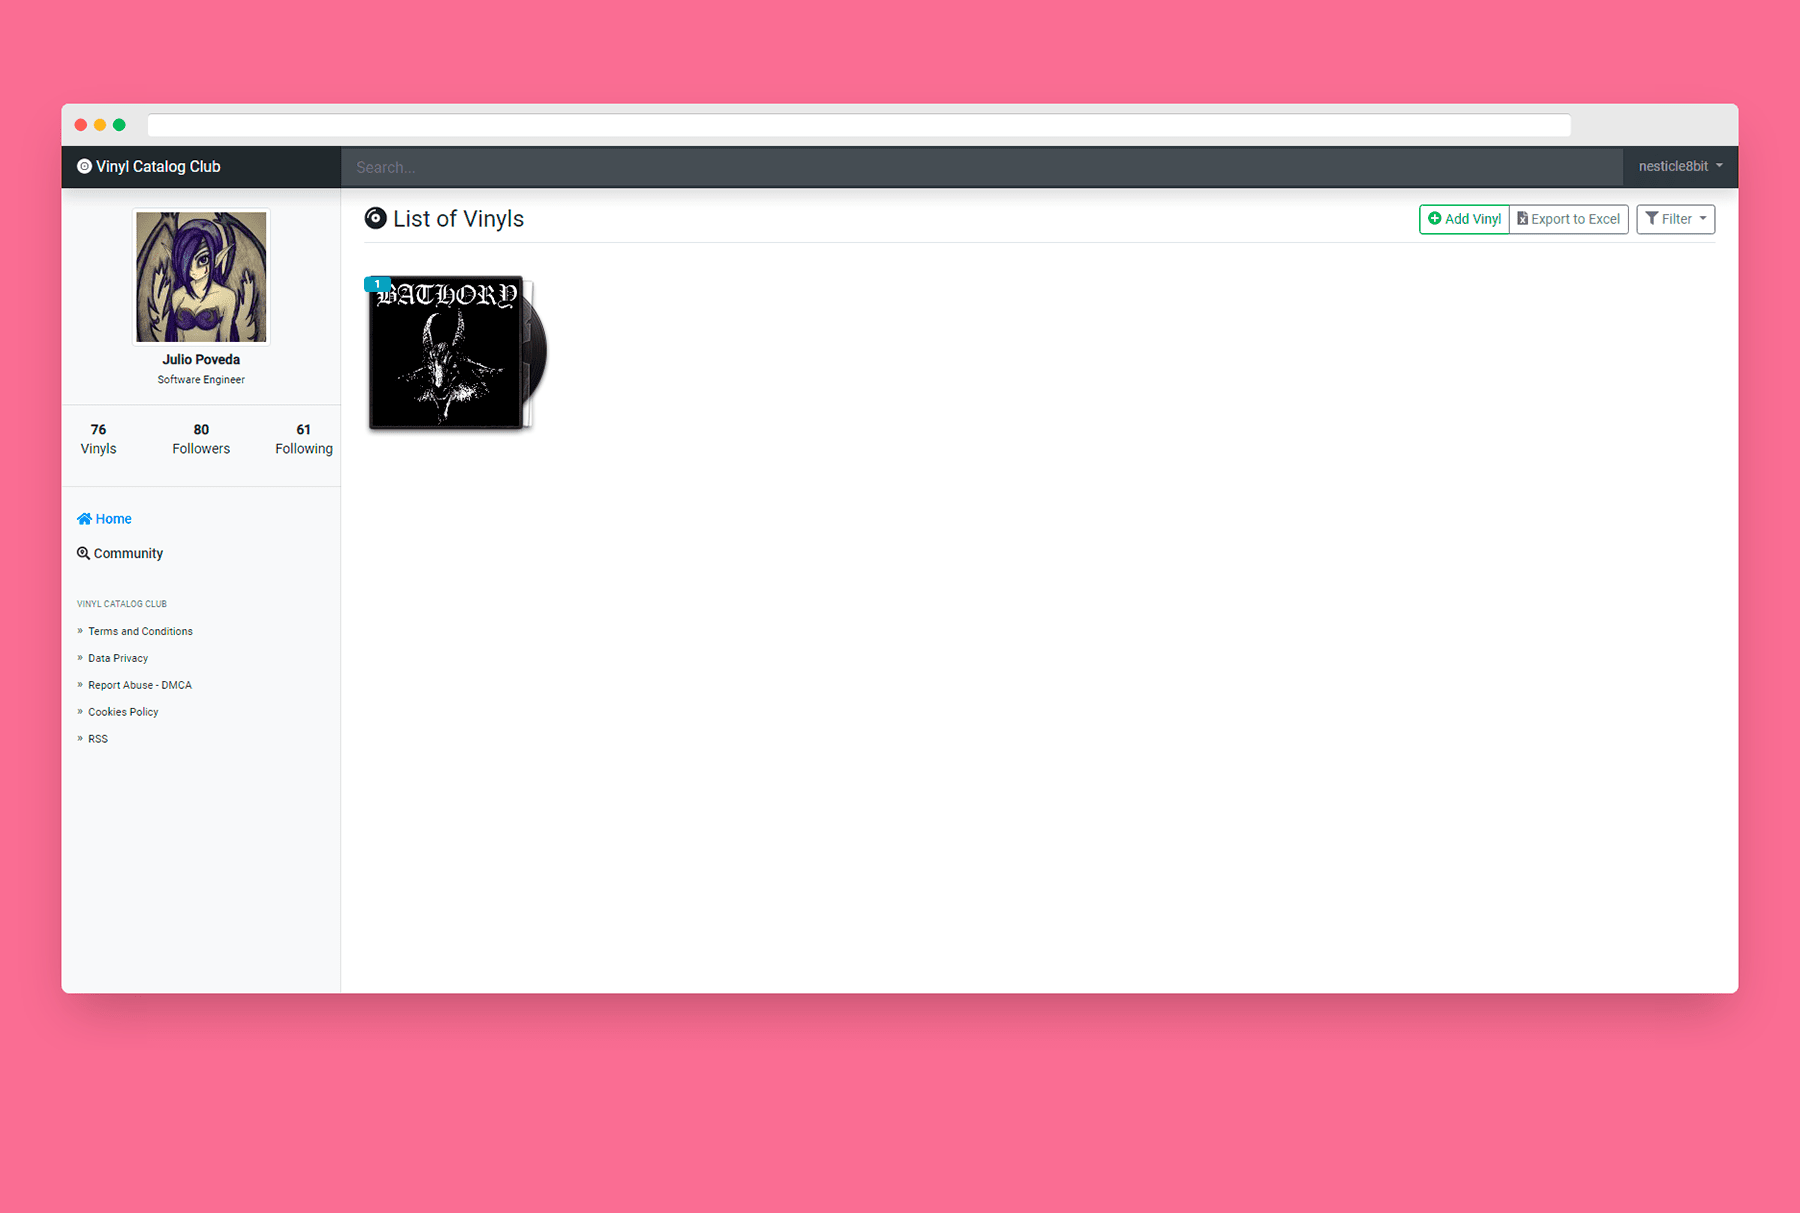 Vinyl Catalog Club
Search...
nesticle8bit
Julio Poveda
Software Engineer
76
Vinyls
80
Followers
61
Following
Home
Community
VINYL CATALOG CLUB
» Terms and Conditions
» Data Privacy
» Report Abuse - DMCA
» Cookies Policy
» RSS
List of Vinyls
Add Vinyl
Export to Excel
Filter
1
BATHORY